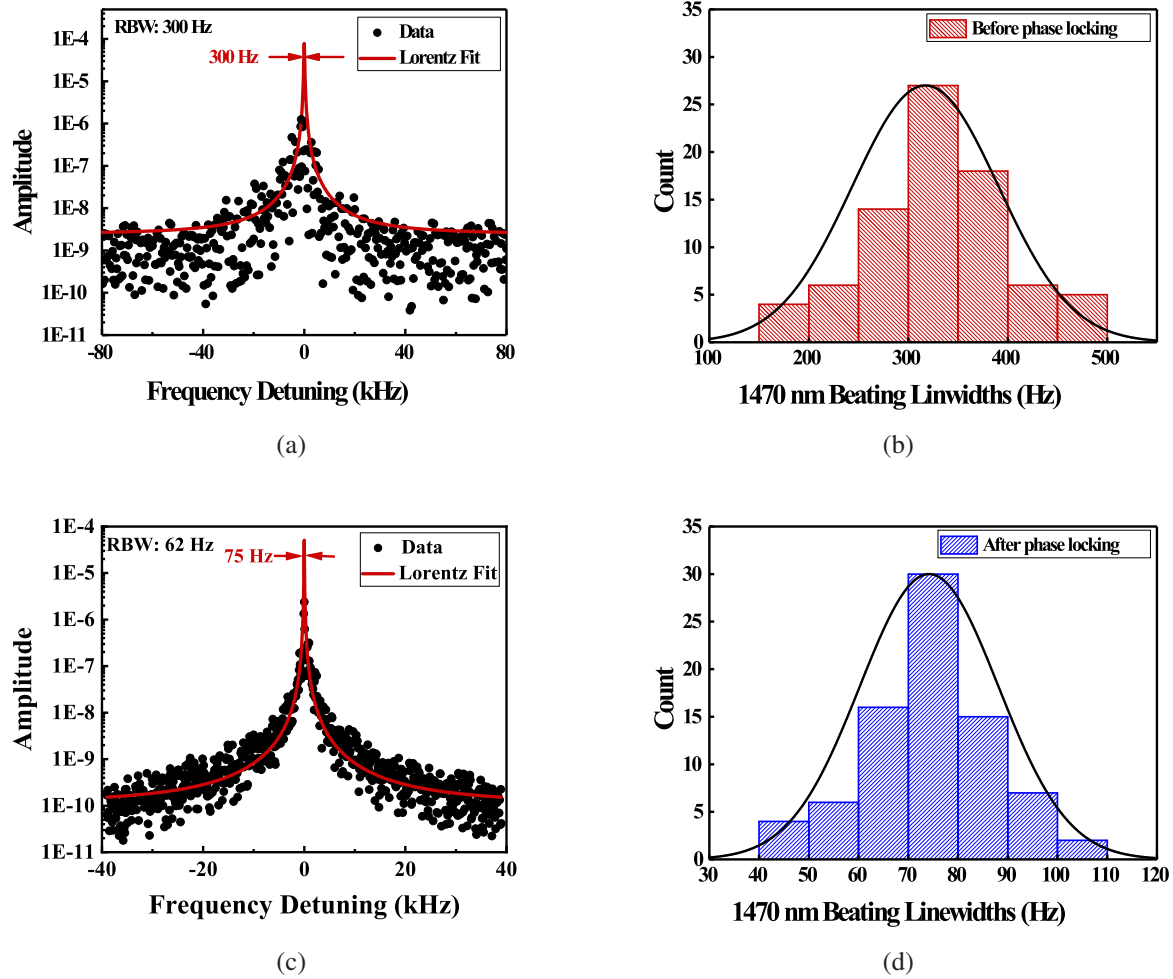 RBW: 300 Hz
Data
Lorentz Fit
300 Hz
1E-4
1E-5
1E-6
1E-7
1E-8
1E-9
1E-10
1E-11
Amplitude
-80 -40 0 40 80
Frequency Detuning (kHz)
(a)
Before phase locking
35
30
25
20
15
10
5
0
Count
100 200 300 400 500
1470 nm Beating Linwidths (Hz)
(b)
RBW: 62 Hz
Data
Lorentz Fit
75 Hz
1E-4
1E-5
1E-6
1E-7
1E-8
1E-9
1E-10
1E-11
Amplitude
-40 -20 0 20 40
Frequency Detuning (kHz)
(c)
After phase locking
35
30
25
20
15
10
5
0
Count
30 40 50 60 70 80 90 100 110 120
1470 nm Beating Linewidths (Hz)
(d)